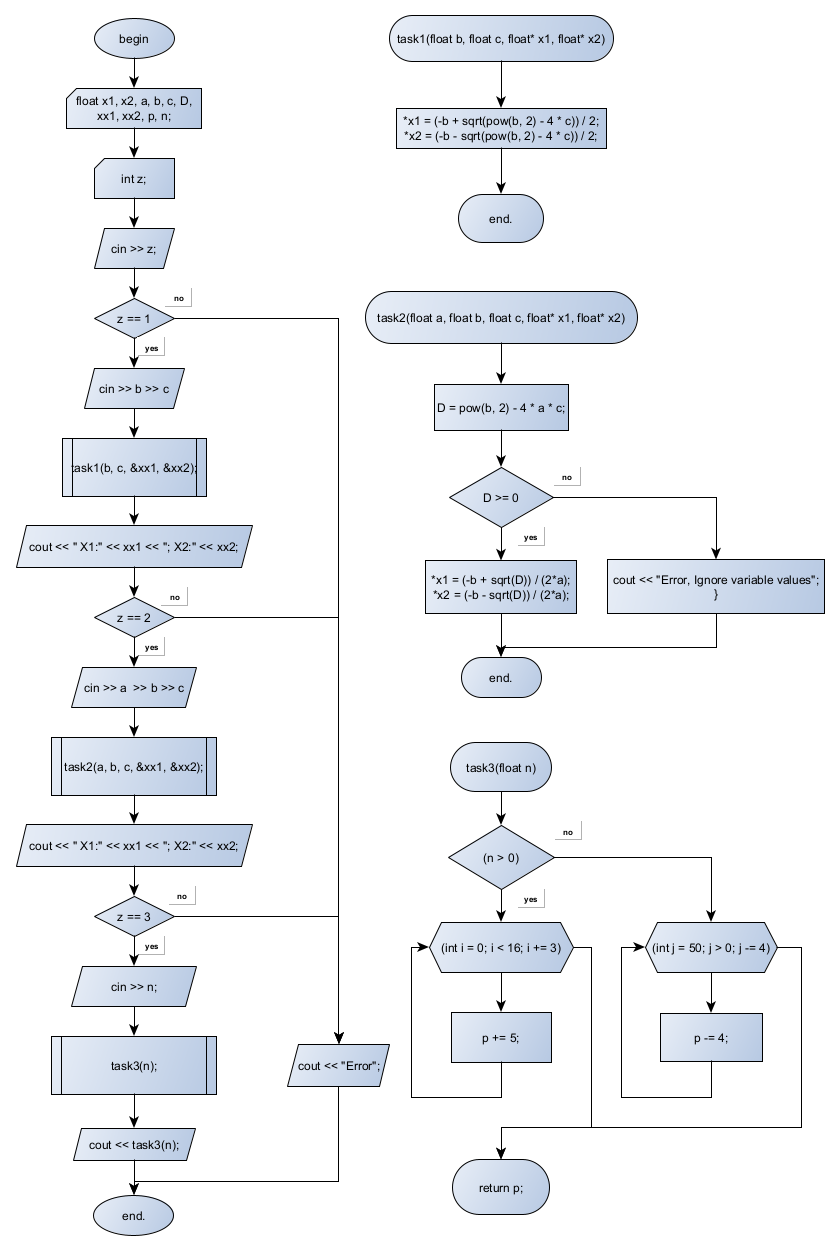 begin
float x1, x2, a, b, c, D,
xx1, xx2, p, n;
int z;
cin >> z;
z == 1
no
yes
cin >> b >> c
task1(b, c, &xx1, &xx2);
cout << " X1:" << xx1 << "; X2:" << xx2;
z == 2
no
yes
cin >> a  >> b >> c
task2(a, b, c, &xx1, &xx2);
cout << " X1:" << xx1 << "; X2:" << xx2;
z == 3
no
yes
cin >> n;
task3(n);
cout << task3(n);
cout << "Error";
end.
task1(float b, float c, float* x1, float* x2)
*x1 = (-b + sqrt(pow(b, 2) - 4 * c)) / 2;
*x2 = (-b - sqrt(pow(b, 2) - 4 * c)) / 2;
end.
task2(float a, float b, float c, float* x1, float* x2)
D = pow(b, 2) - 4 * a * c;
D >= 0
no
yes
*x1 = (-b + sqrt(D)) / (2*a);
*x2 = (-b - sqrt(D)) / (2*a);
cout << "Error, Ignore variable values";
}
end.
task3(float n)
(n > 0)
no
yes
(int i = 0; i < 16; i += 3)
p += 5;
(int j = 50; j > 0; j -= 4)
p -= 4;
return p;